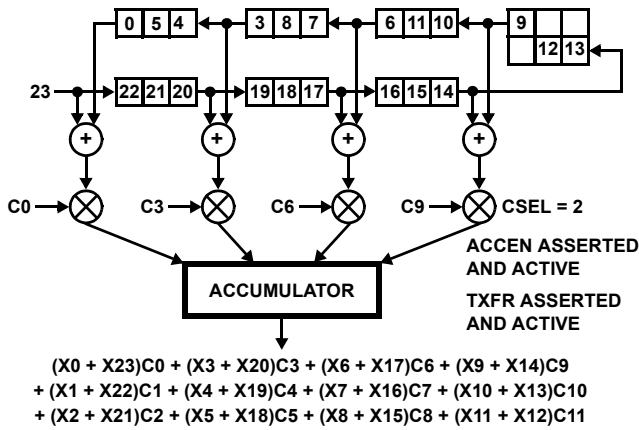 0 5 4 3 8 7 6 11 10 9
12 13
23 22 21 20 19 18 17 16 15 14
+ + + +
C0 C3 C6 C9 CSEL = 2
ACCEN ASSERTED
AND ACTIVE
ACCUMULATOR
TXFR ASSERTED
AND ACTIVE
(X0 + X23)C0 + (X3 + X20)C3 + (X6 + X17)C6 + (X9 + X14)C9
+ (X1 + X22)C1 + (X4 + X19)C4 + (X7 + X16)C7 + (X10 + X13)C10
+ (X2 + X21)C2 + (X5 + X18)C5 + (X8 + X15)C8 + (X11 + X12)C11